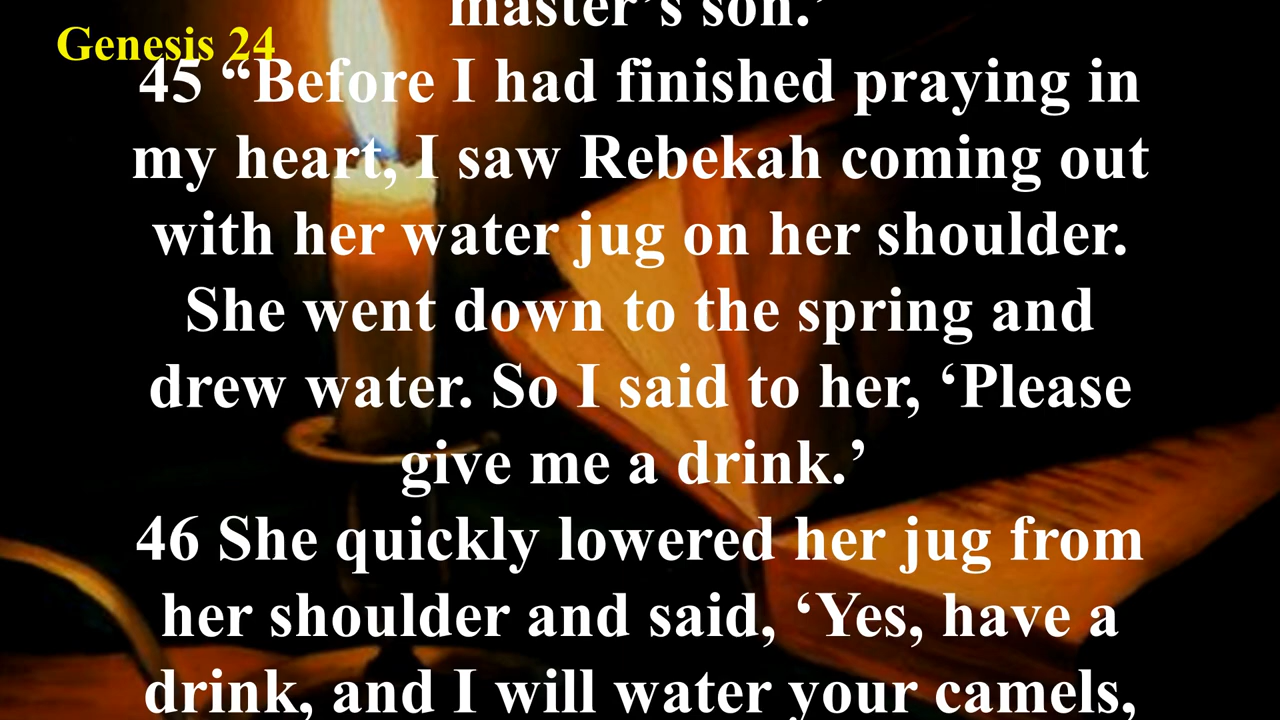 master’s son.’
Genesis 24
45 “Before I had finished praying in
my heart, I saw Rebekah coming out
with her water jug on her shoulder.
She went down to the spring and
drew water. So I said to her, ‘Please
give me a drink.’
46 She quickly lowered her jug from
her shoulder and said, ‘Yes, have a
drink, and I will water your camels,